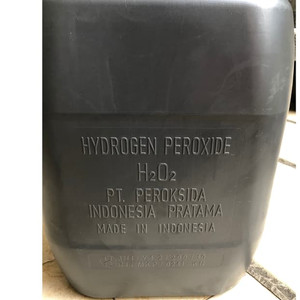 HYDROGEN PEROXIDE
H₂O₂
PT. PEROKSIDA
INDONESIA PRATAMA
MADE IN INDONESIA